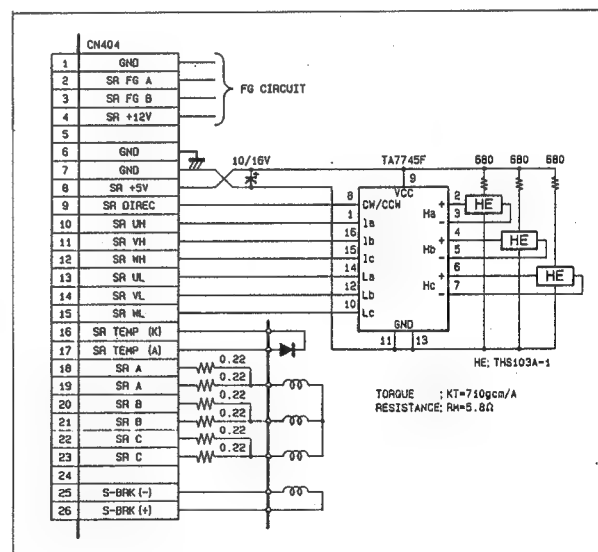 CN404
1 GND
2 SR FG A
3 SR FG B
4 SR +12V
5
6 GND
7 GND
8 SR +5V
9 SR DIREC
10 SR UH
11 SR VH
12 SR WH
13 SR UL
14 SR VL
15 SR WL
16 SR TEMP (K)
17 SR TEMP (A)
18 SR A
19 SR A
20 SR B
21 SR B
22 SR C
23 SR C
24
25 S-BRK (-)
26 S-BRK (+)
FG CIRCUIT
10/16V
+
TA7745F
9
VCC
8 CW/CCW
1 la
16 lb
15 lc
14 La
12 Lb
10 Lc
+ 2
Ha
- 3
+ 4
Hb
- 5
+ 6
Hc
- 7
GND
11 13
680 680 680
HE
HE
HE
HE; THS103A-1
0.22
0.22
0.22
0.22
0.22
0.22
TORQUE ; KT=710gcm/A
RESISTANCE; RM=5.8Ω